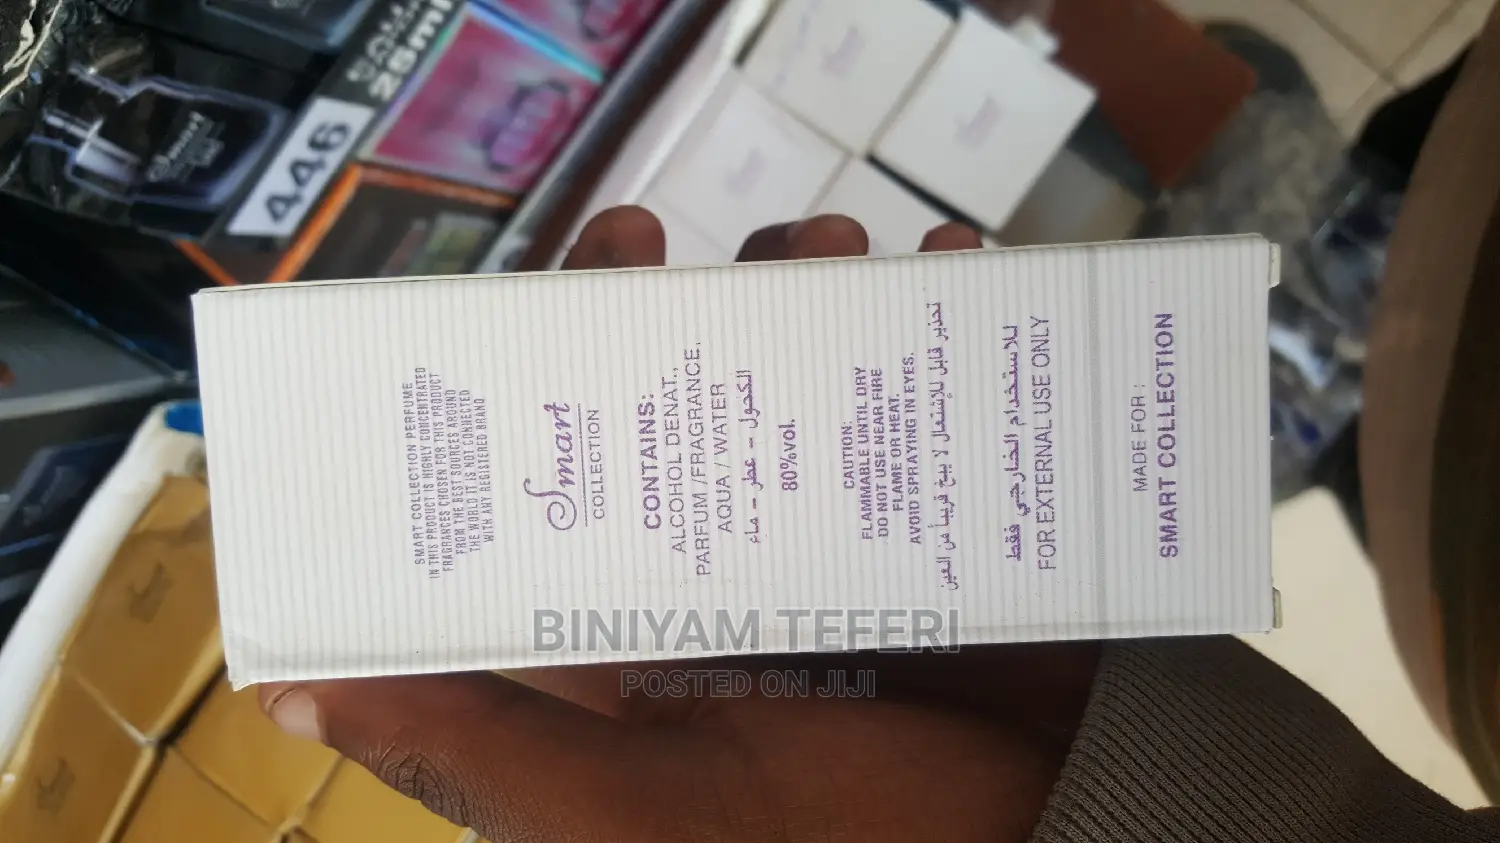 SMART COLLECTION PERFUME
IN THIS PRODUCT IS HIGHLY CONCENTRATED
FRAGRANCES CHOSEN FOR THIS PRODUCT
FROM THE BEST SOURCES AROUND
THE WORLD IT IS NOT CONNECTED
WITH ANY REGISTERED BRAND
Smart
COLLECTION
CONTAINS:
ALCOHOL DENAT.,
PARFUM /FRAGRANCE,
AQUA / WATER
الكحول - عطر - ماء
80%vol.
CAUTION:
FLAMMABLE UNTIL DRY
DO NOT USE NEAR FIRE
FLAME OR HEAT.
AVOID SPRAYING IN EYES.
تحذير قابل للإشتعال لا يبخ قريباً من العين
للاستخدام الخارجي فقط
FOR EXTERNAL USE ONLY
MADE FOR :
SMART COLLECTION
446
25ml
Smart
BINIYAM TEFERI
POSTED ON JIJI